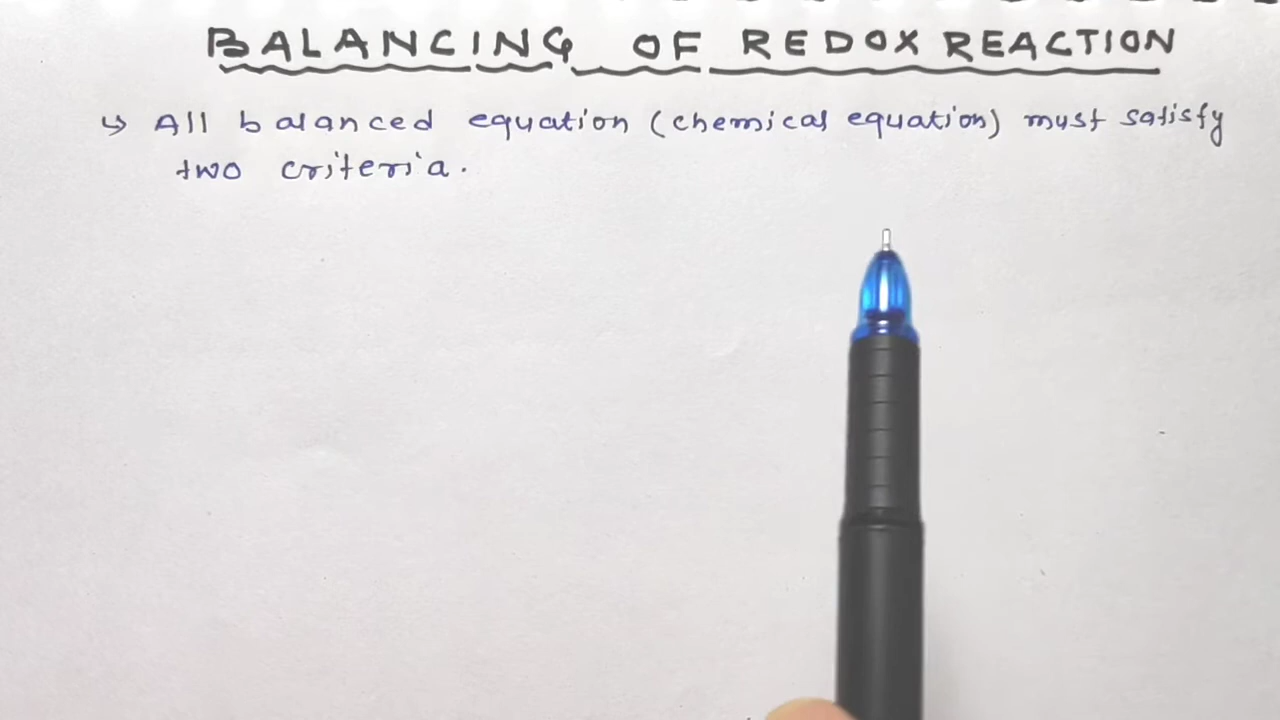 BALANCING OF REDOX REACTION
↳ All balanced equation (chemical equation) must satisfy
two criteria.